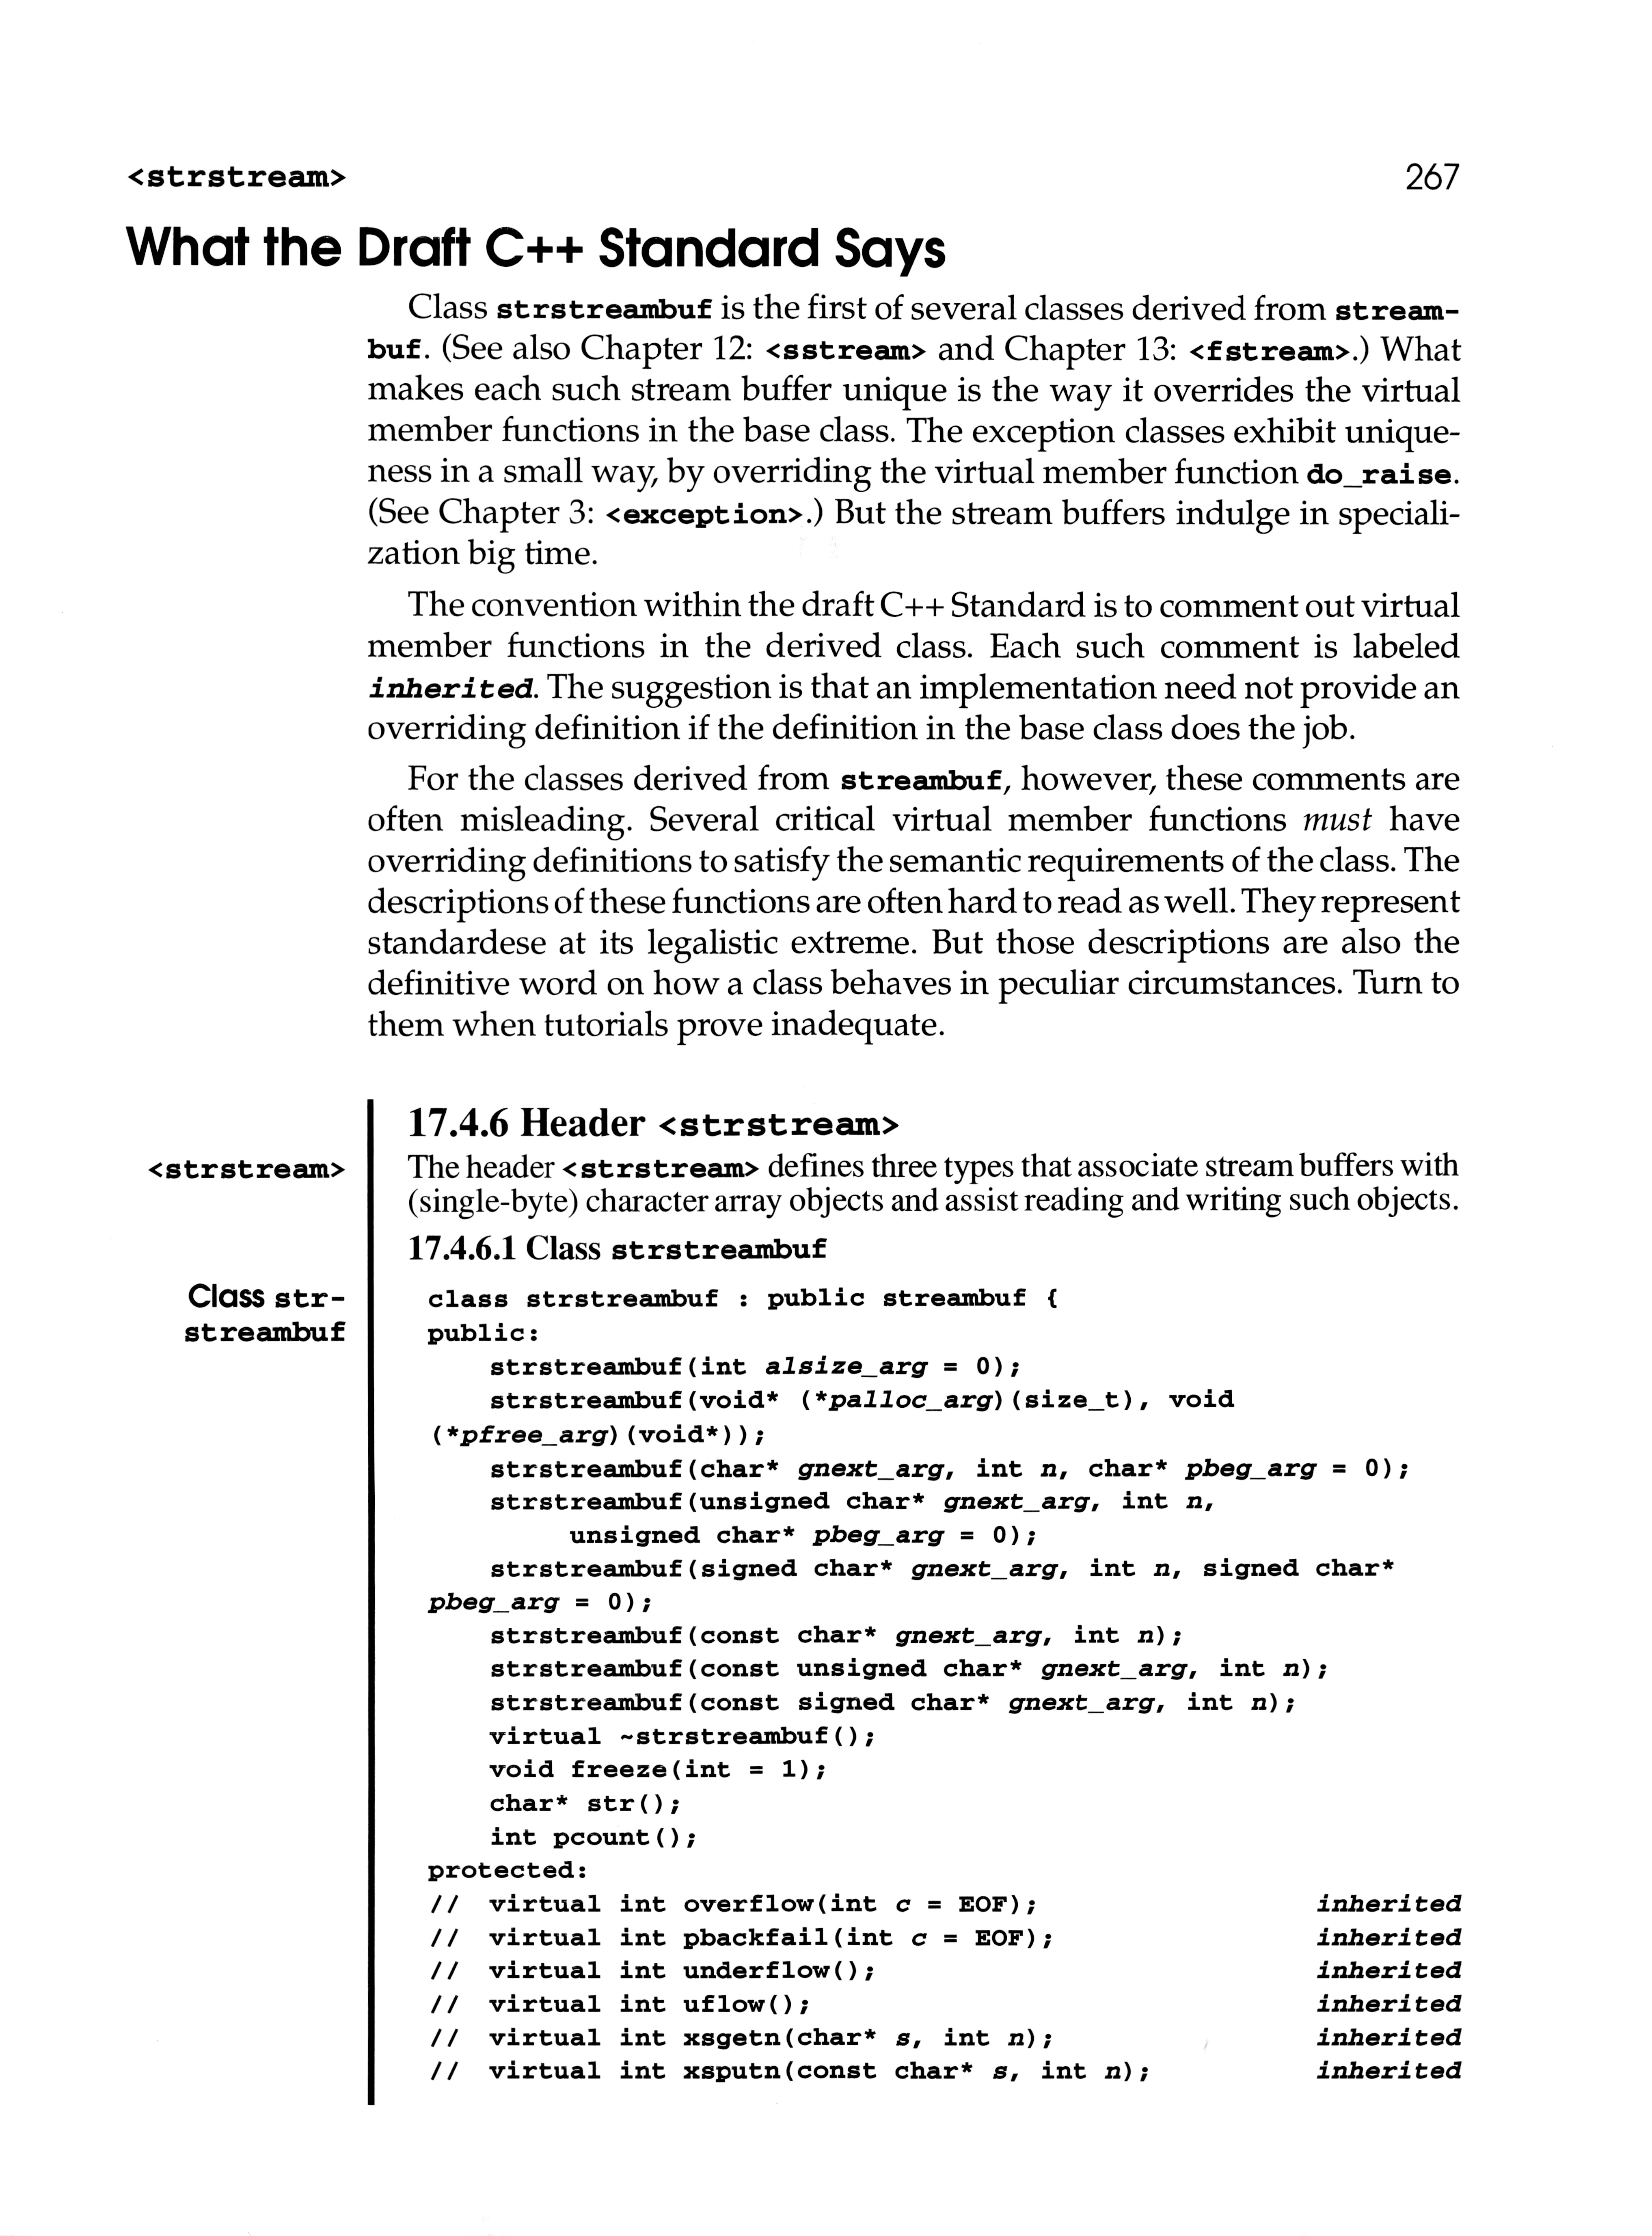 <strstream> 267
What the Draft C++ Standard Says
Class strstreambuf is the first of several classes derived from stream-
buf. (See also Chapter 12: <sstream> and Chapter 13: <fstream>.) What
makes each such stream buffer unique is the way it overrides the virtual
member functions in the base class. The exception classes exhibit unique-
ness in a small way, by overriding the virtual member function do_raise.
(See Chapter 3: <exception>.) But the stream buffers indulge in speciali-
zation big time.
The convention within the draft C++ Standard is to comment out virtual
member functions in the derived class. Each such comment is labeled
inherited. The suggestion is that an implementation need not provide an
overriding definition if the definition in the base class does the job.
For the classes derived from streambuf, however, these comments are
often misleading. Several critical virtual member functions must have
overriding definitions to satisfy the semantic requirements of the class. The
descriptions of these functions are often hard to read as well. They represent
standardese at its legalistic extreme. But those descriptions are also the
definitive word on how a class behaves in peculiar circumstances. Turn to
them when tutorials prove inadequate.
17.4.6 Header <strstream>
<strstream> The header <strstream> defines three types that associate stream buffers with
(single-byte) character array objects and assist reading and writing such objects.
17.4.6.1 Class strstreambuf
Class str-
streambuf
class strstreambuf : public streambuf {
public:
    strstreambuf(int alsize_arg = 0);
    strstreambuf(void* (*palloc_arg)(size_t), void
(*pfree_arg)(void*));
    strstreambuf(char* gnext_arg, int n, char* pbeg_arg = 0);
    strstreambuf(unsigned char* gnext_arg, int n,
         unsigned char* pbeg_arg = 0);
    strstreambuf(signed char* gnext_arg, int n, signed char*
pbeg_arg = 0);
    strstreambuf(const char* gnext_arg, int n);
    strstreambuf(const unsigned char* gnext_arg, int n);
    strstreambuf(const signed char* gnext_arg, int n);
    virtual ~strstreambuf();
    void freeze(int = 1);
    char* str();
    int pcount();
protected:
//  virtual int overflow(int c = EOF); inherited
//  virtual int pbackfail(int c = EOF); inherited
//  virtual int underflow(); inherited
//  virtual int uflow(); inherited
//  virtual int xsgetn(char* s, int n); inherited
//  virtual int xsputn(const char* s, int n); inherited